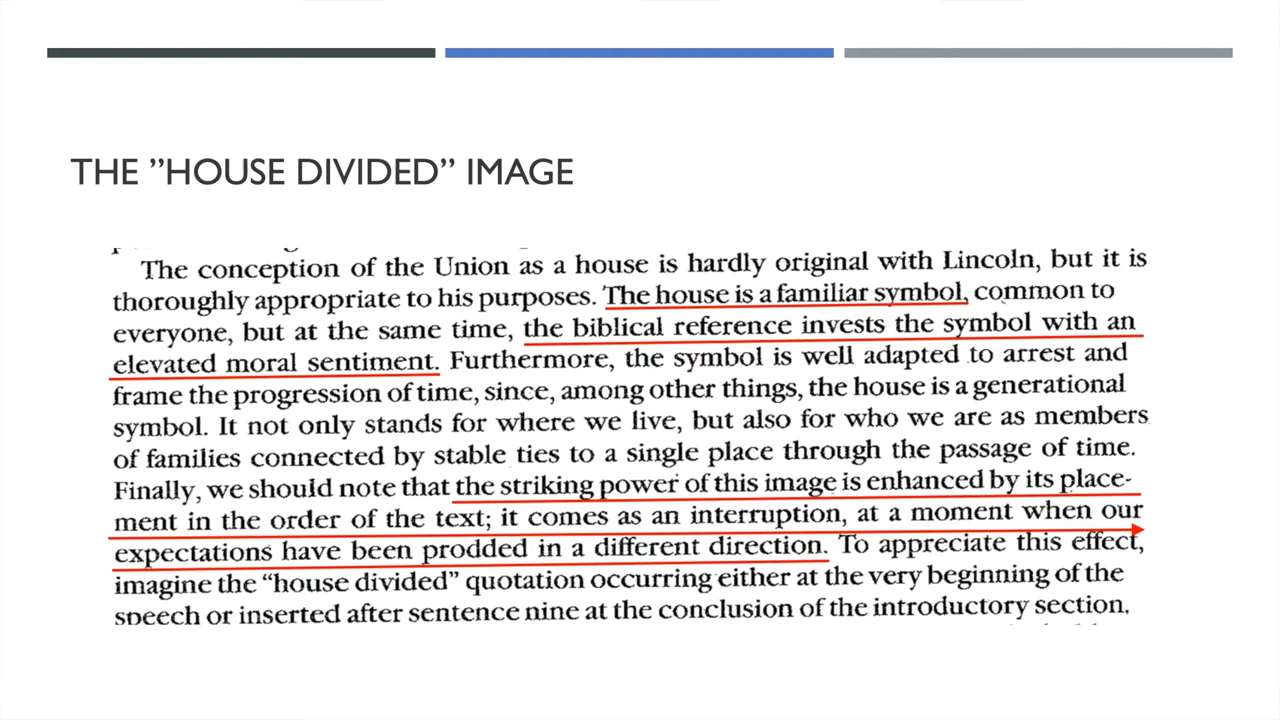 THE ”HOUSE DIVIDED” IMAGE
The conception of the Union as a house is hardly original with Lincoln, but it is
thoroughly appropriate to his purposes. The house is a familiar symbol, common to
everyone, but at the same time, the biblical reference invests the symbol with an
elevated moral sentiment. Furthermore, the symbol is well adapted to arrest and
frame the progression of time, since, among other things, the house is a generational
symbol. It not only stands for where we live, but also for who we are as members
of families connected by stable ties to a single place through the passage of time.
Finally, we should note that the striking power of this image is enhanced by its place-
ment in the order of the text; it comes as an interruption, at a moment when our
expectations have been prodded in a different direction. To appreciate this effect,
imagine the “house divided” quotation occurring either at the very beginning of the
speech or inserted after sentence nine at the conclusion of the introductory section.